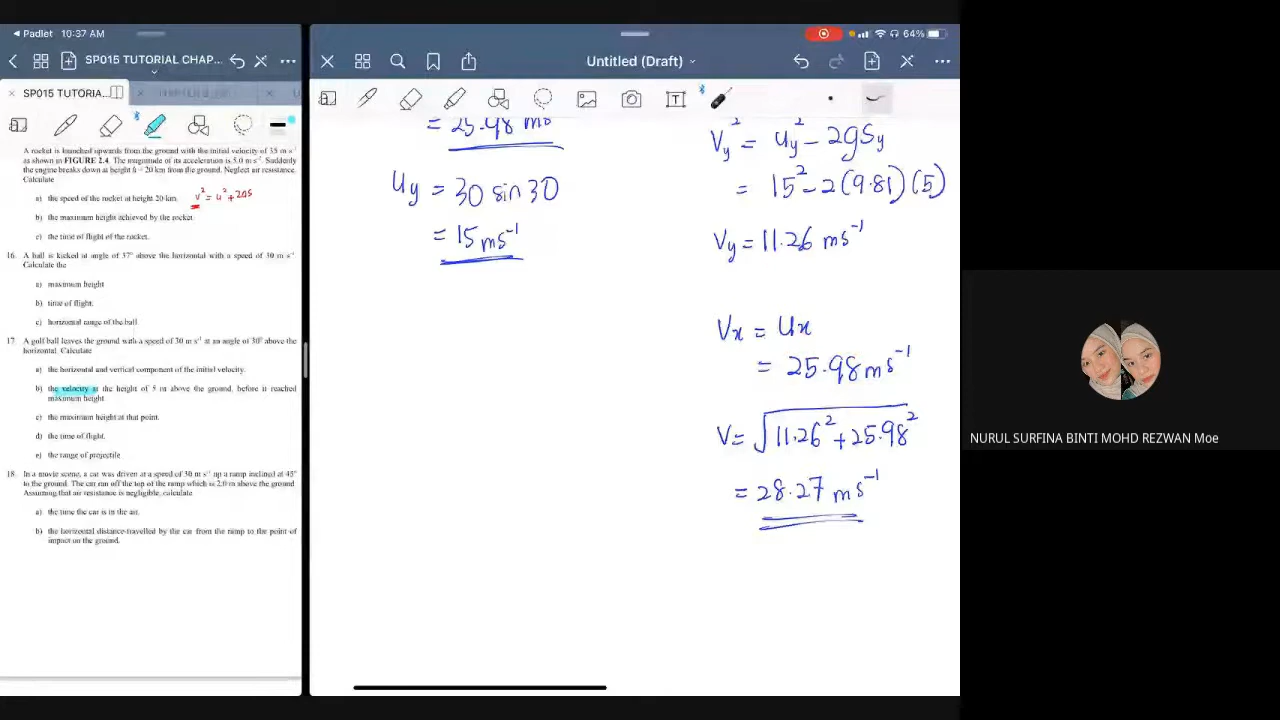 Padlet 10:37 AM
64%
SP015 TUTORIAL CHAP...
Untitled (Draft)
SP015 TUTORIA...
A rocket is launched upwards from the ground with the initial velocity of 35 m s⁻¹
as shown in FIGURE 2.4. The magnitude of its acceleration is 5.0 m s⁻². Suddenly
the engine breaks down at height h = 20 km from the ground. Neglect air resistance.
Calculate
a) the speed of the rocket at height 20 km.
v² = u² + 2as
b) the maximum height achieved by the rocket.
c) the time of flight of the rocket.
16. A ball is kicked at angle of 37° above the horizontal with a speed of 30 m s⁻¹
Calculate the
a) maximum height
b) time of flight.
c) horizontal range of the ball
17. A golf ball leaves the ground with a speed of 30 m s⁻¹ at an angle of 30° above the
horizontal. Calculate
a) the horizontal and vertical component of the initial velocity.
b) the velocity at the height of 5 m above the ground, before it is reached
maximum height.
c) the maximum height at that point.
d) the time of flight.
e) the range of projectile
18. In a movie scene, a car was driven at a speed of 30 m s⁻¹ up a ramp inclined at 45°
to the ground. The car ran off the top of the ramp which is 2.0 m above the ground.
Assuming that air resistance is negligible, calculate
a) the time the car is in the air.
b) the horizontal distance travelled by the car from the ramp to the point of
impact on the ground.
= 25.98 ms
Uy = 30 sin 30
= 15 ms⁻¹
Vy² = Uy² - 2gSy
= 15² - 2(9.81)(5)
Vy = 11.26 ms⁻¹
Vx = Ux
= 25.98 ms⁻¹
V = √11.26² + 25.98²
= 28.27 ms⁻¹
NURUL SURFINA BINTI MOHD REZWAN Moe